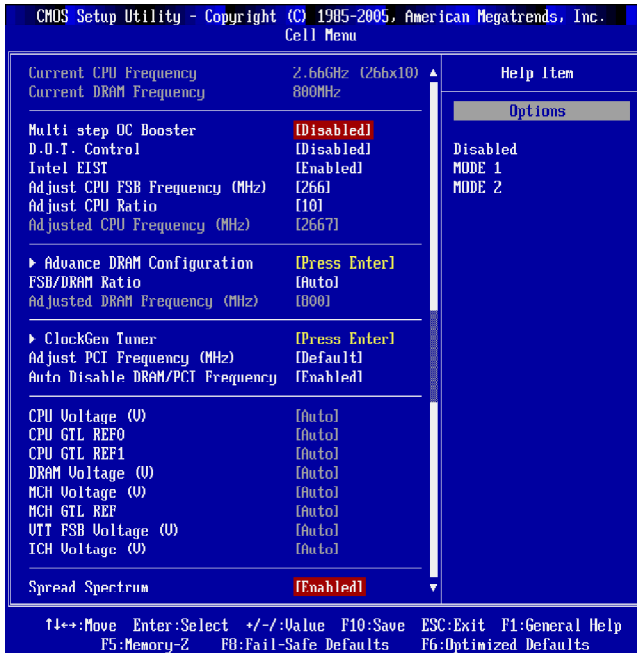 CMOS Setup Utility - Copyright (C) 1985-2005, American Megatrends, Inc.
Cell Menu
Current CPU Frequency 2.66GHz (266x10)
Current DRAM Frequency 800MHz
Multi step OC Booster [Disabled]
D.O.T. Control [Disabled]
Intel EIST [Enabled]
Adjust CPU FSB Frequency (MHz) [266]
Adjust CPU Ratio [10]
Adjusted CPU Frequency (MHz) [2667]
Advance DRAM Configuration [Press Enter]
FSB/DRAM Ratio [Auto]
Adjusted DRAM Frequency (MHz) [800]
ClockGen Tuner [Press Enter]
Adjust PCI Frequency (MHz) [Default]
Auto Disable DRAM/PCI Frequency [Enabled]
CPU Voltage (V) [Auto]
CPU GTL REF0 [Auto]
CPU GTL REF1 [Auto]
DRAM Voltage (V) [Auto]
MCH Voltage (V) [Auto]
MCH GTL REF [Auto]
VTT FSB Voltage (V) [Auto]
ICH Voltage (V) [Auto]
Spread Spectrum [Enabled]
Help Item
Options
Disabled
MODE 1
MODE 2
↑↓←→:Move Enter:Select +/-/:Value F10:Save ESC:Exit F1:General Help
F5:Memory-Z F8:Fail-Safe Defaults F6:Optimized Defaults